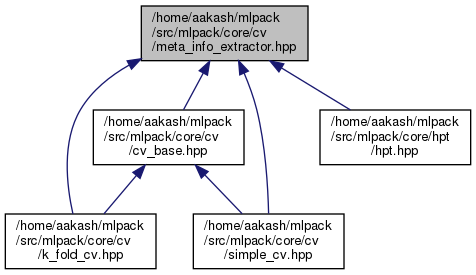 /home/aakash/mlpack
/src/mlpack/core/cv
/meta_info_extractor.hpp
/home/aakash/mlpack
/src/mlpack/core/cv
/cv_base.hpp
/home/aakash/mlpack
/src/mlpack/core/hpt
/hpt.hpp
/home/aakash/mlpack
/src/mlpack/core/cv
/k_fold_cv.hpp
/home/aakash/mlpack
/src/mlpack/core/cv
/simple_cv.hpp